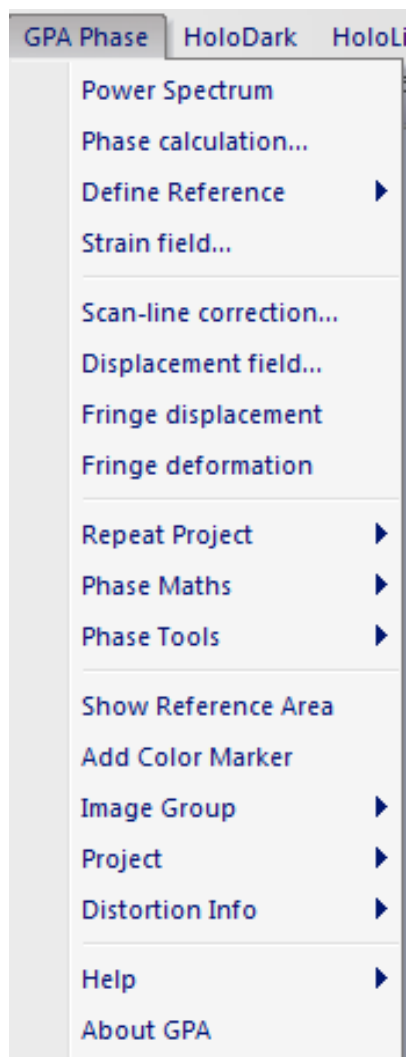 GPA Phase HoloDark HoloLi
Power Spectrum
Phase calculation...
Define Reference
Strain field...
Scan-line correction...
Displacement field...
Fringe displacement
Fringe deformation
Repeat Project
Phase Maths
Phase Tools
Show Reference Area
Add Color Marker
Image Group
Project
Distortion Info
Help
About GPA